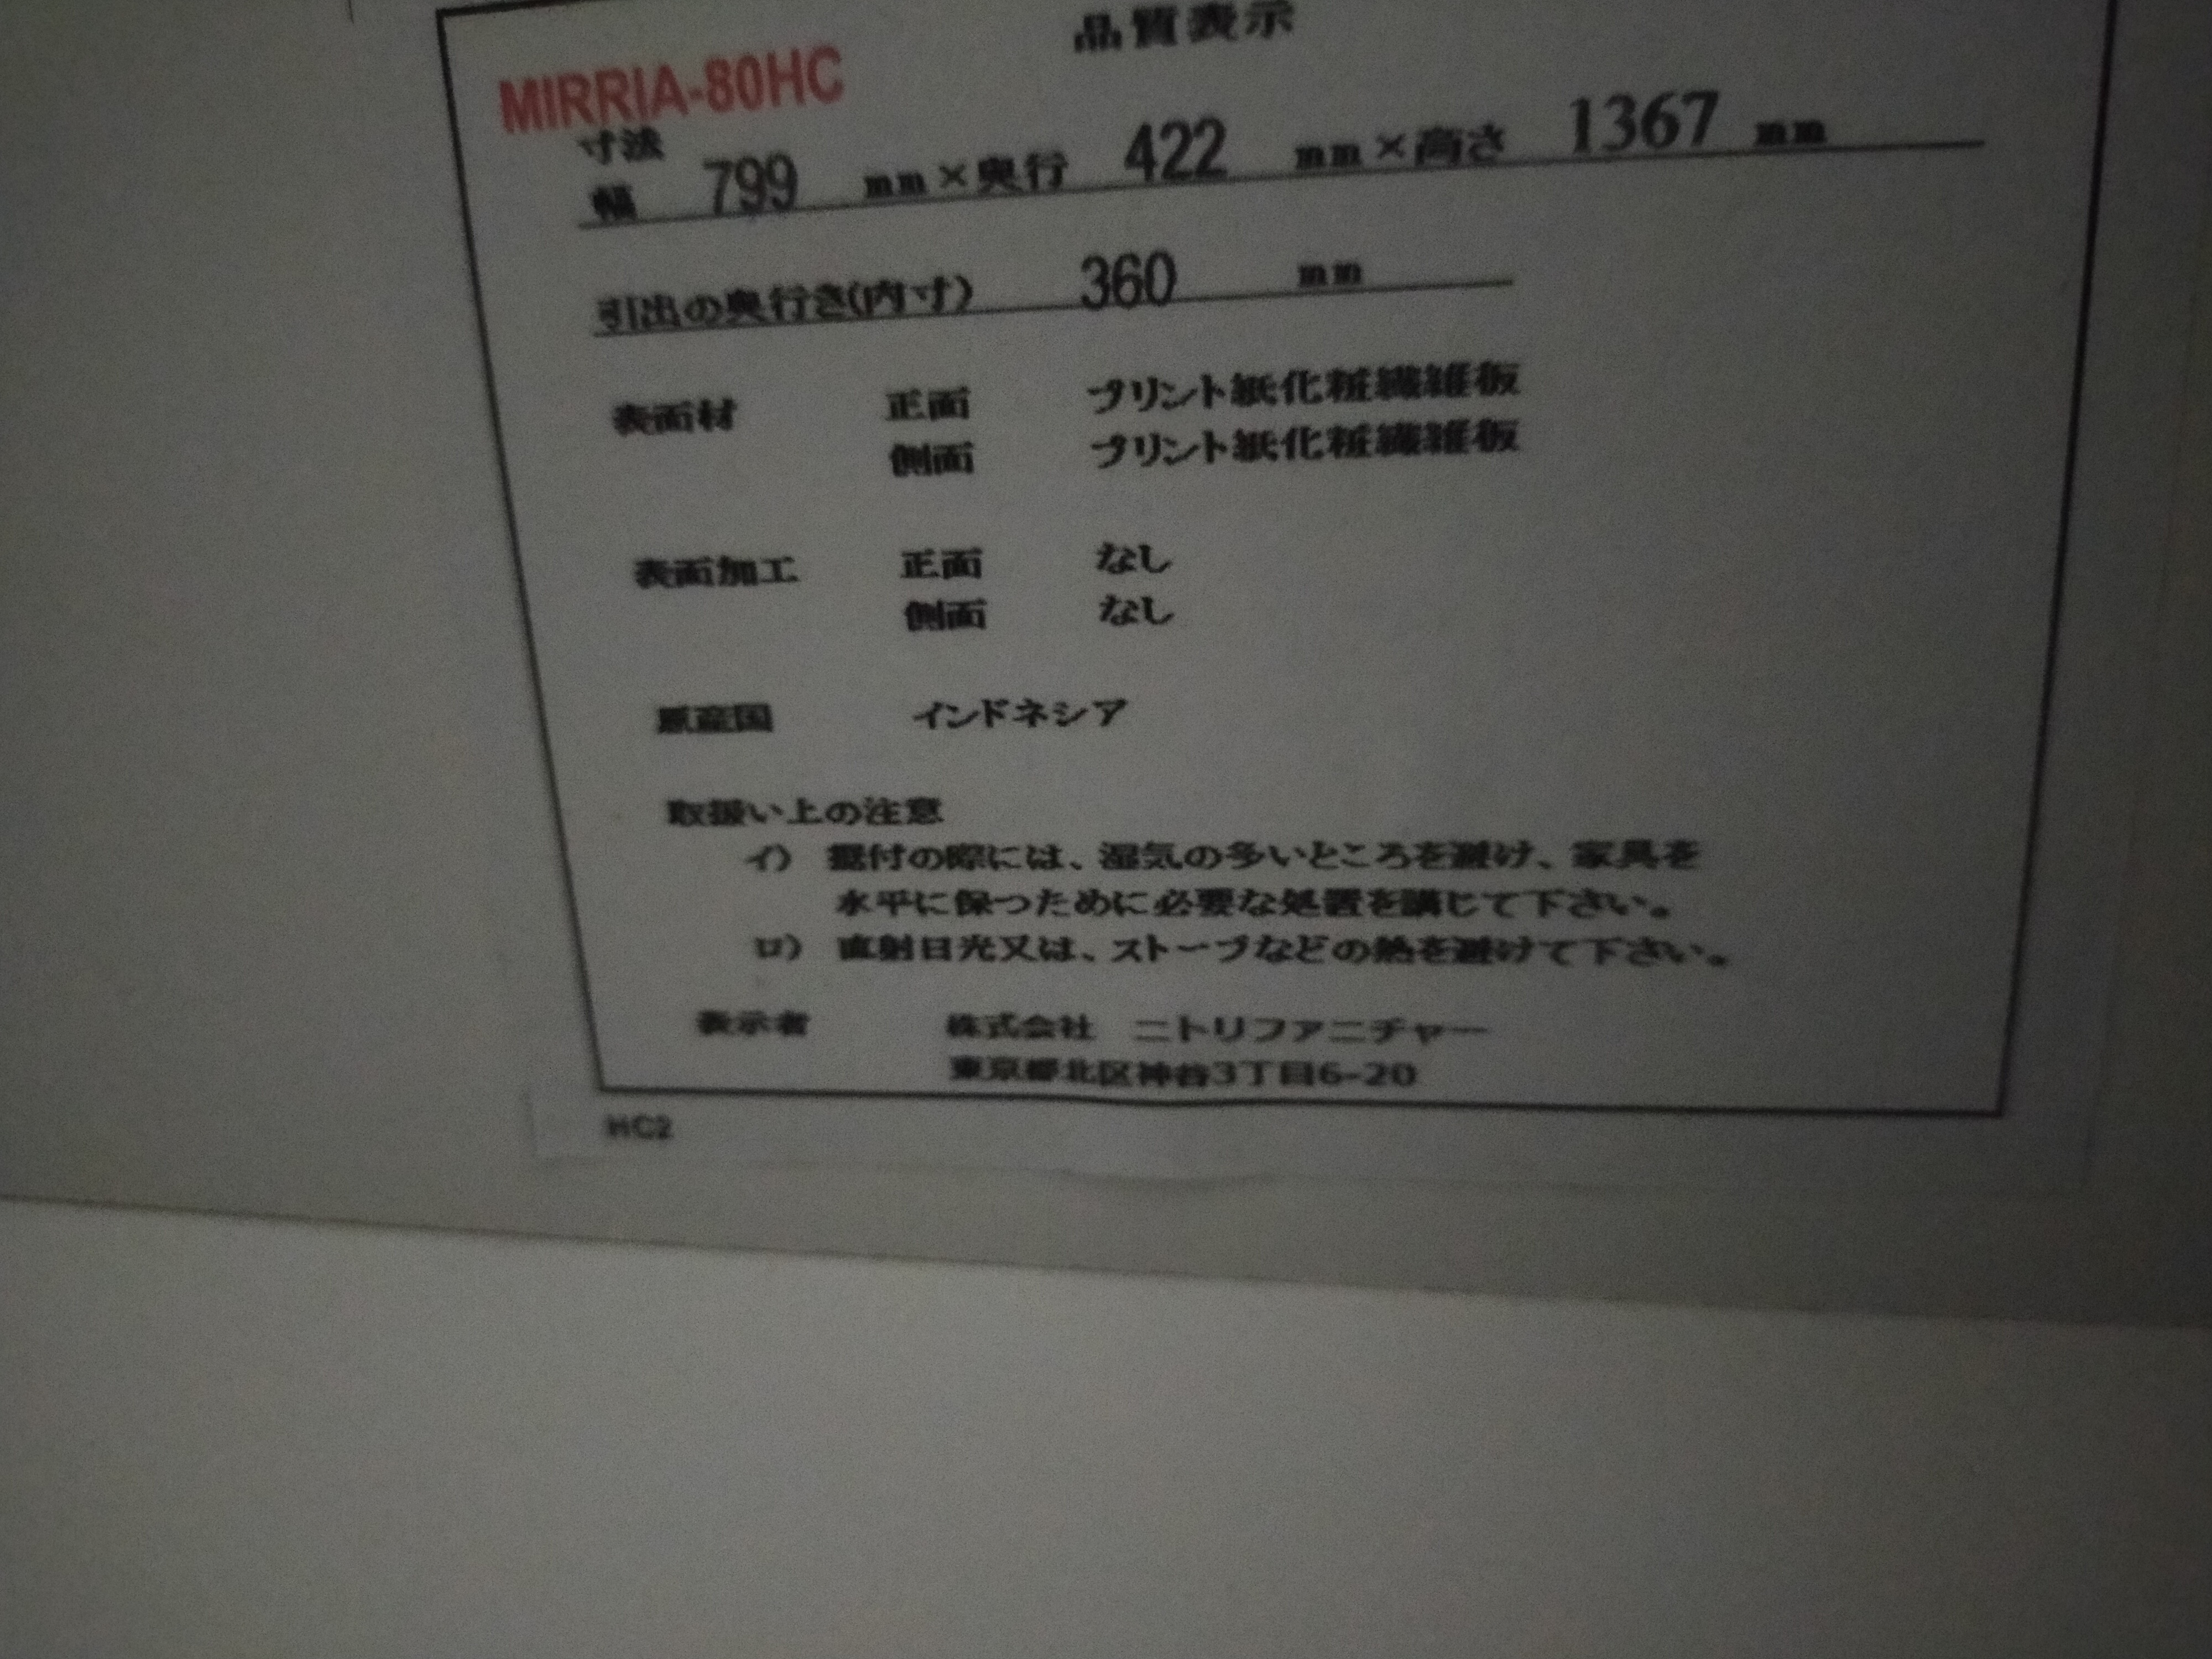 品質表示
MIRRIA-80HC
寸法
幅 799 mm×奥行 422 mm×高さ 1367 mm
引出の奥行き(内寸) 360 mm
表面材 正面 プリント紙化粧繊維板
側面 プリント紙化粧繊維板
表面加工 正面 なし
側面 なし
原産国 インドネシア
取扱い上の注意
イ) 据付の際には、湿気の多いところを避け、家具を
水平に保つために必要な処置を講じて下さい。
ロ) 直射日光又は、ストーブなどの熱を避けて下さい。
表示者 株式会社 ニトリファニチャー
東京都北区神谷3丁目6-20
HC2